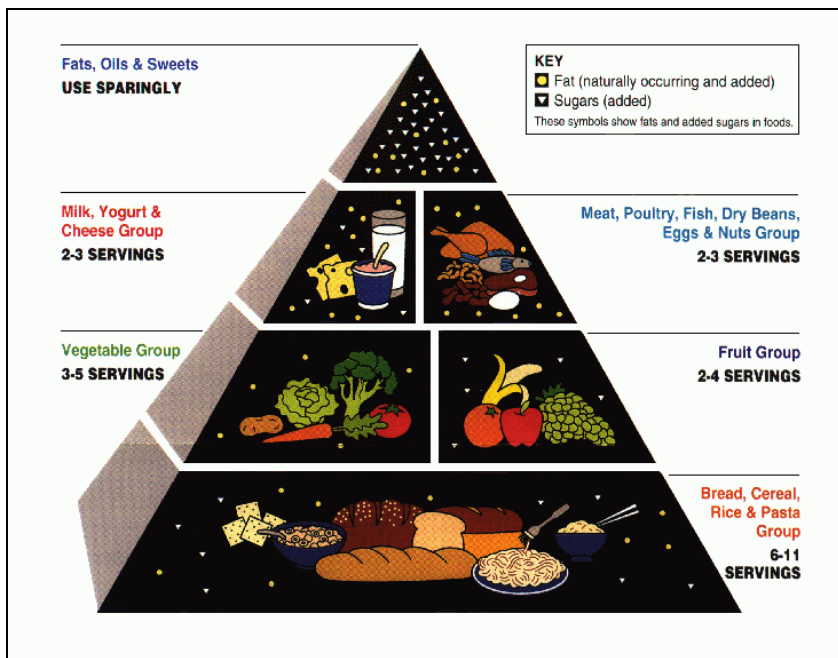 Fats, Oils & Sweets
USE SPARINGLY
KEY
Fat (naturally occurring and added)
Sugars (added)
These symbols show fats and added sugars in foods.
Milk, Yogurt &
Cheese Group
2-3 SERVINGS
Meat, Poultry, Fish, Dry Beans,
Eggs & Nuts Group
2-3 SERVINGS
Vegetable Group
3-5 SERVINGS
Fruit Group
2-4 SERVINGS
Bread, Cereal,
Rice & Pasta
Group
6-11
SERVINGS